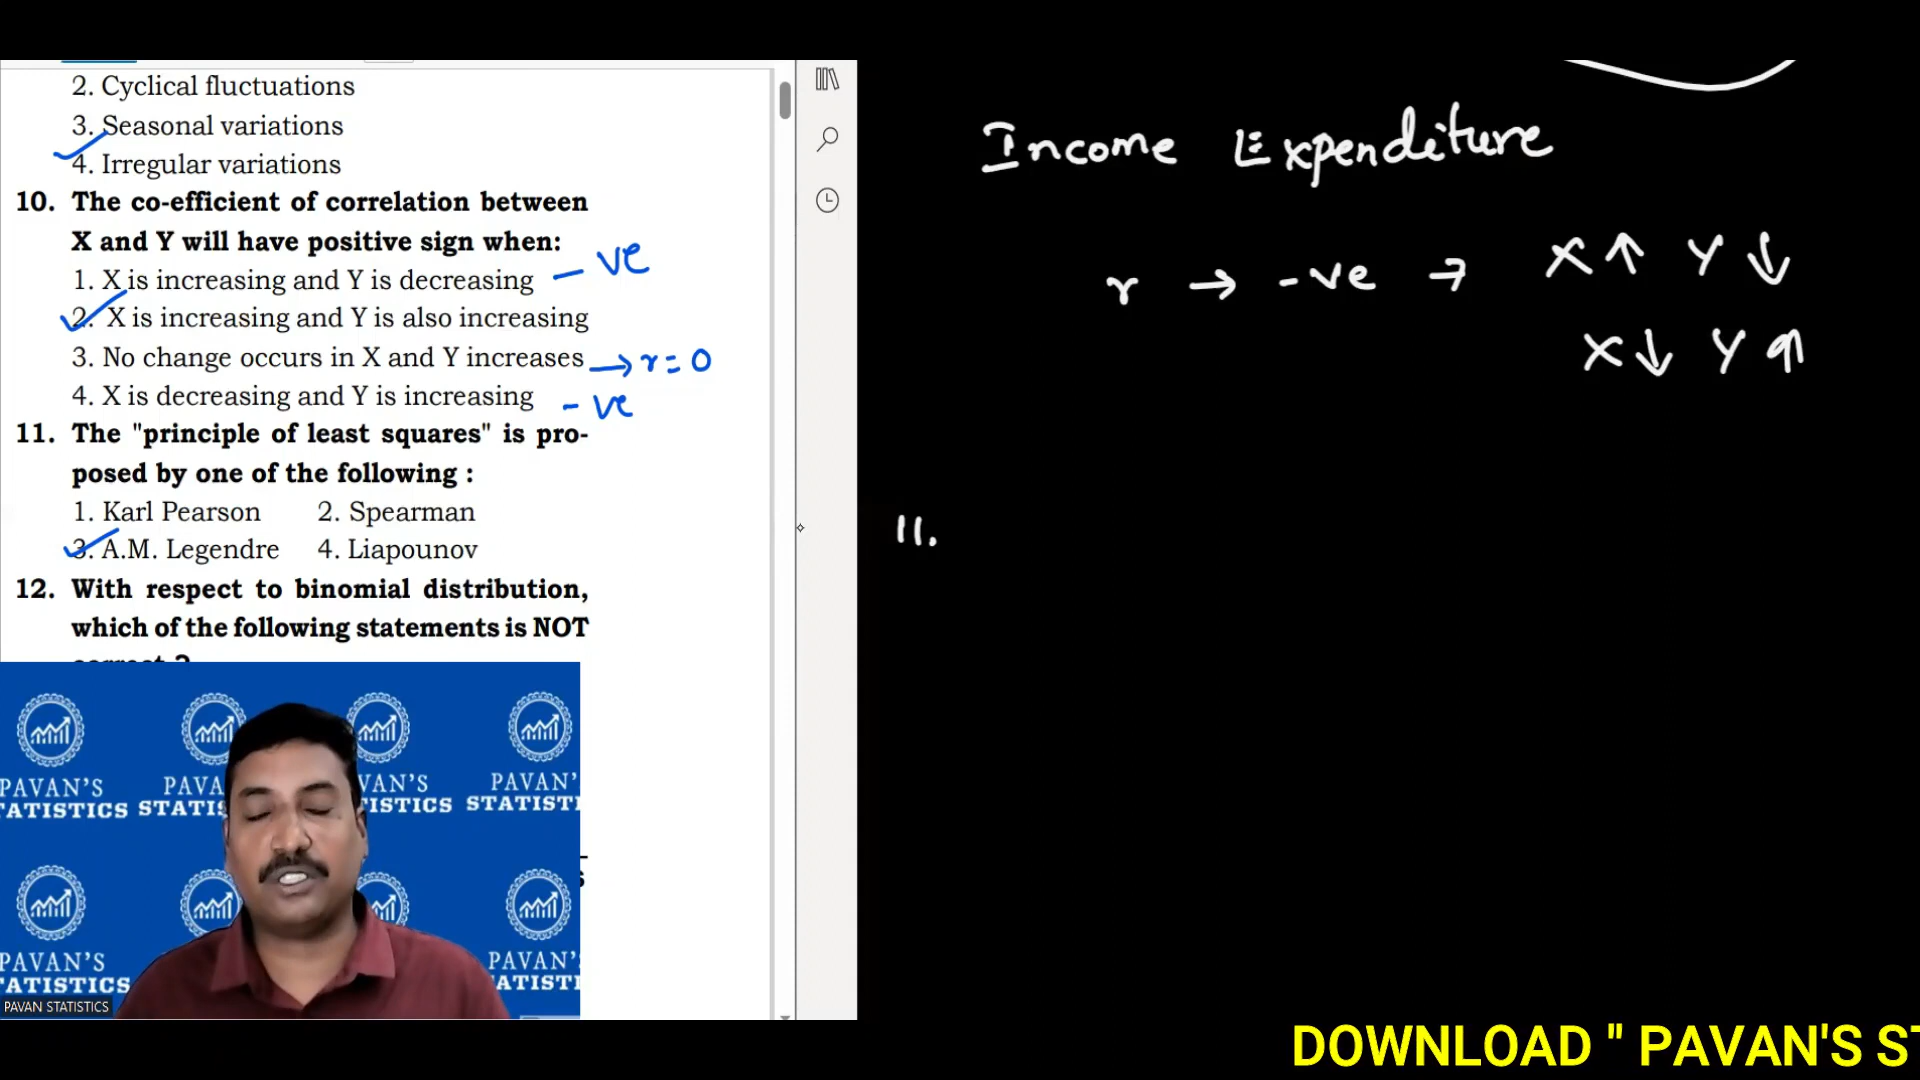 2. Cyclical fluctuations
3. Seasonal variations
4. Irregular variations
10. The co-efficient of correlation between
X and Y will have positive sign when:
1. X is increasing and Y is decreasing - ve
2. X is increasing and Y is also increasing
3. No change occurs in X and Y increases → r = 0
4. X is decreasing and Y is increasing - ve
11. The "principle of least squares" is pro-
posed by one of the following :
1. Karl Pearson 2. Spearman
3. A.M. Legendre 4. Liapounov
12. With respect to binomial distribution,
which of the following statements is NOT
Income Expenditure
r → -ve → X ↑ Y ↓
X ↓ Y ↑
11.
PAVAN'S STATISTICS
PAVAN STATISTICS
DOWNLOAD " PAVAN'S ST